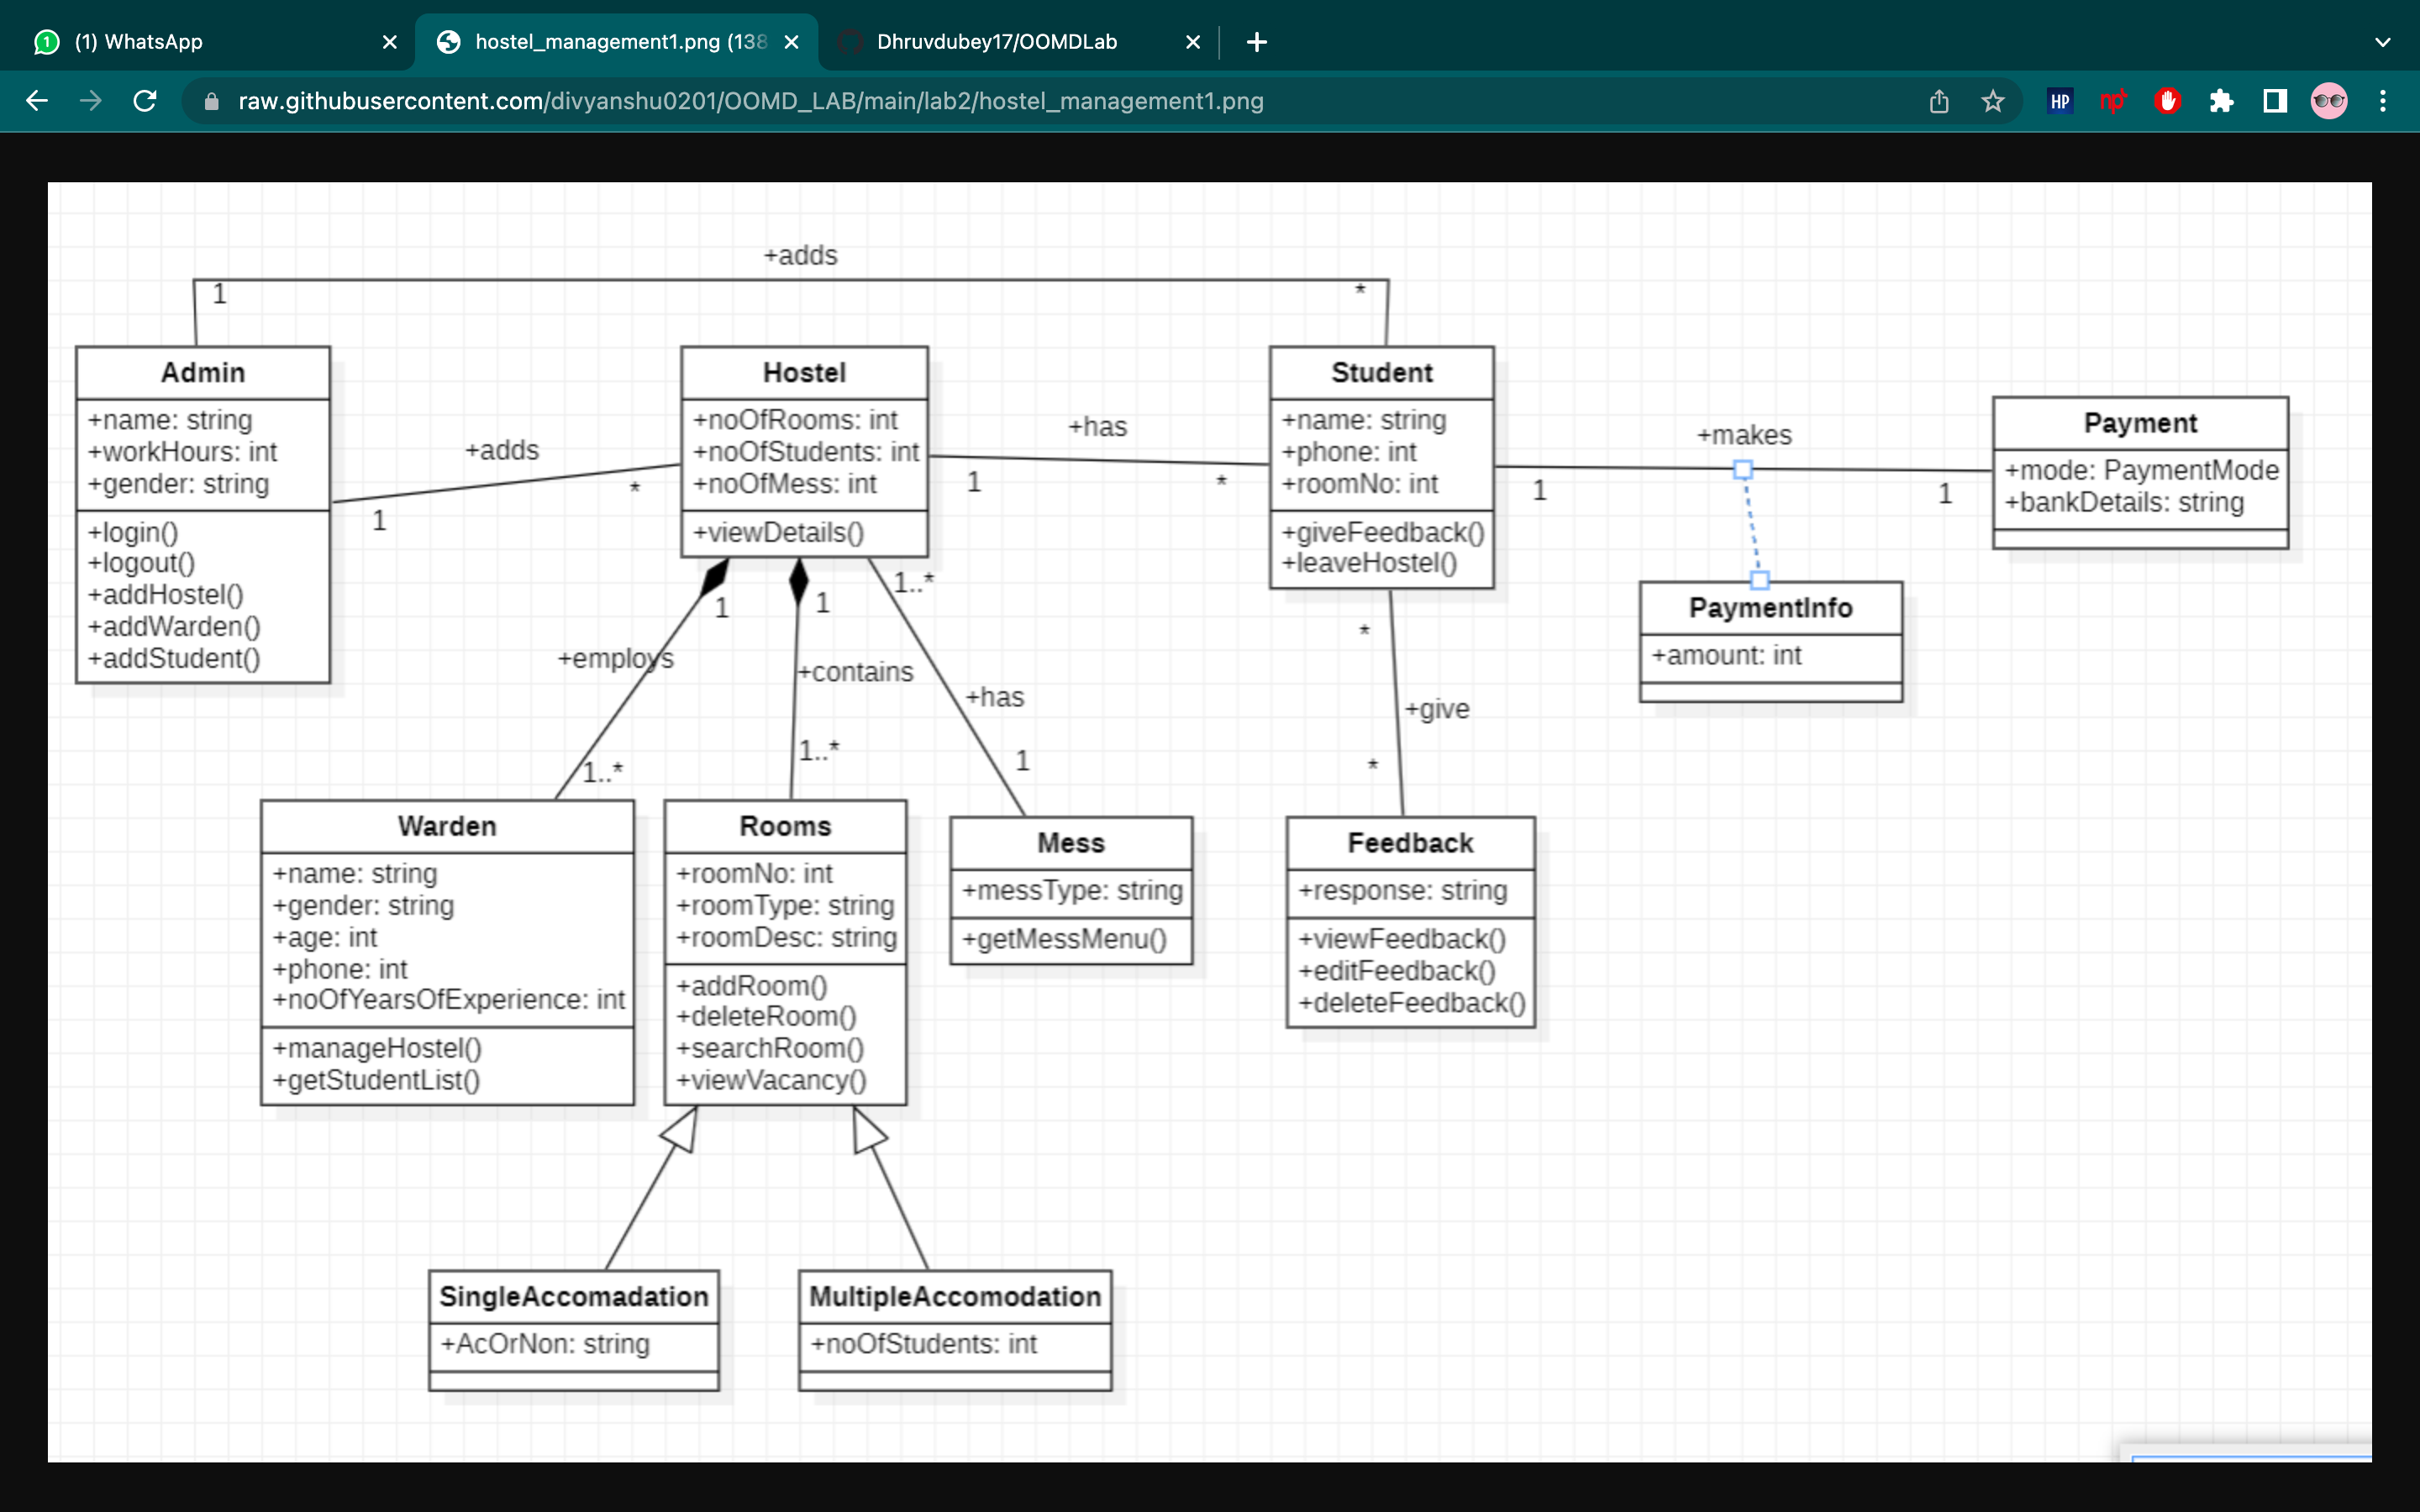 (1) WhatsApp
hostel_management1.png (138
Dhruvdubey17/OOMDLab
raw.githubusercontent.com/divyanshu0201/OOMD_LAB/main/lab2/hostel_management1.png
HP
np
+adds
1
*
Admin
+name: string
+workHours: int
+gender: string
+login()
+logout()
+addHostel()
+addWarden()
+addStudent()
+adds
1
*
Hostel
+noOfRooms: int
+noOfStudents: int
+noOfMess: int
+viewDetails()
+has
1
*
Student
+name: string
+phone: int
+roomNo: int
+giveFeedback()
+leaveHostel()
+makes
1
1
Payment
+mode: PaymentMode
+bankDetails: string
PaymentInfo
+amount: int
1
+employs
1..*
1
+contains
1..*
1..*
+has
1
*
+give
*
Warden
+name: string
+gender: string
+age: int
+phone: int
+noOfYearsOfExperience: int
+manageHostel()
+getStudentList()
Rooms
+roomNo: int
+roomType: string
+roomDesc: string
+addRoom()
+deleteRoom()
+searchRoom()
+viewVacancy()
Mess
+messType: string
+getMessMenu()
Feedback
+response: string
+viewFeedback()
+editFeedback()
+deleteFeedback()
SingleAccomadation
+AcOrNon: string
MultipleAccomodation
+noOfStudents: int